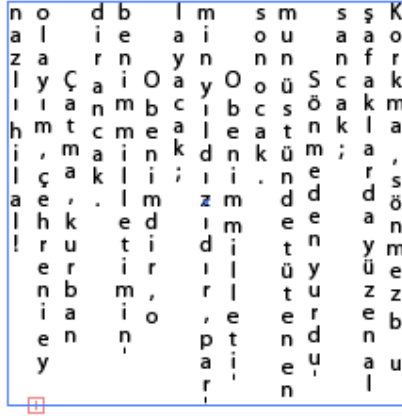 Korkma, sönmez bu
şafaklarda yüzen al
sancak;
Sönmeden yurdu-
mun üstünde tüten en
son ocak.
O benim milleti-
min yıldızıdır, par-
layacak;
O benimdir, o
benim milletimin-
dir ancak.
Çatma, kurban
olayım, çehreni ey
nazlı hilal!